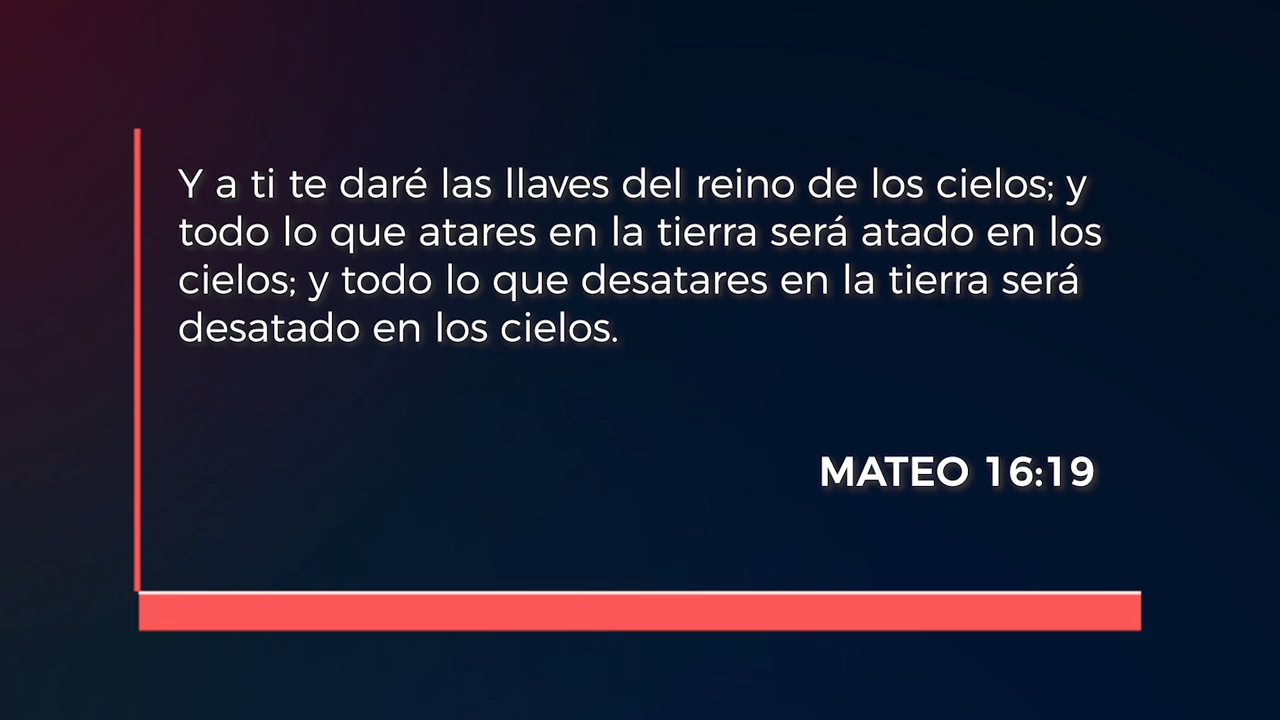 Y a ti te daré las llaves del reino de los cielos; y
todo lo que atares en la tierra será atado en los
cielos; y todo lo que desatares en la tierra será
desatado en los cielos.
MATEO 16:19